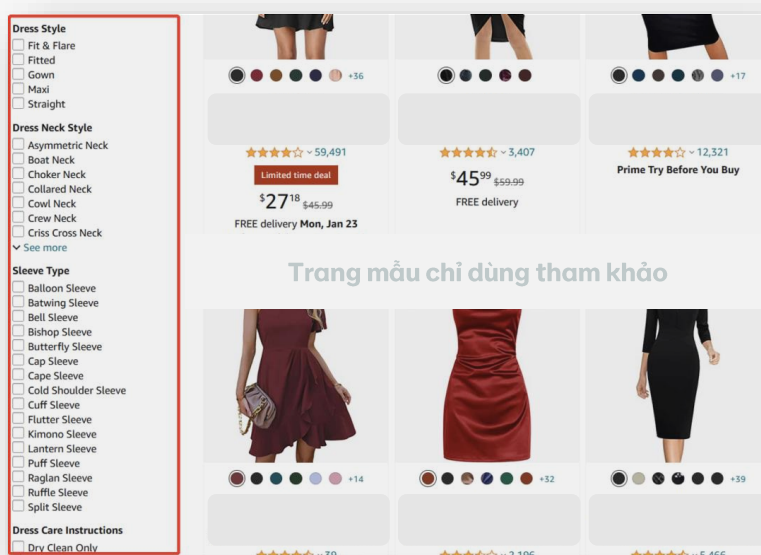 Dress Style
Fit & Flare
Fitted
Gown
Maxi
Straight
Dress Neck Style
Asymmetric Neck
Boat Neck
Choker Neck
Collared Neck
Cowl Neck
Crew Neck
Criss Cross Neck
See more
Sleeve Type
Balloon Sleeve
Batwing Sleeve
Bell Sleeve
Bishop Sleeve
Butterfly Sleeve
Cap Sleeve
Cape Sleeve
Cold Shoulder Sleeve
Cuff Sleeve
Flutter Sleeve
Kimono Sleeve
Lantern Sleeve
Puff Sleeve
Raglan Sleeve
Ruffle Sleeve
Split Sleeve
Dress Care Instructions
Dry Clean Only
+36
+17
59,491
3,407
12,321
Limited time deal
$27.18 $45.99
$45.99 $59.99
Prime Try Before You Buy
FREE delivery Mon, Jan 23
FREE delivery
Trang mẫu chỉ dùng tham khảo
+14
+32
+39
39
2,106
5,466